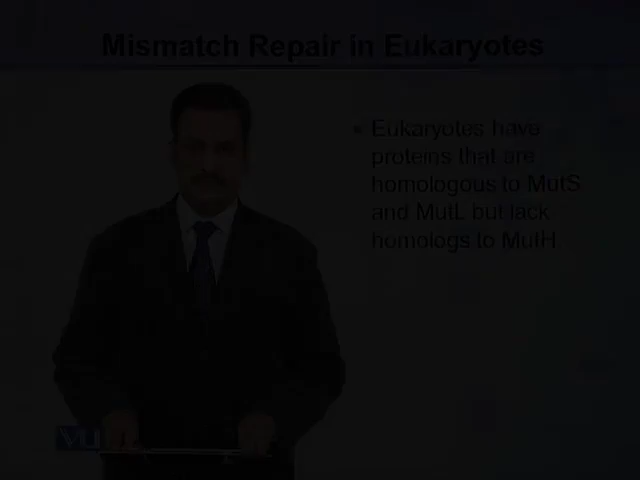 Mismatch Repair in Eukaryotes
• Eukaryotes have
proteins that are
homologous to MutS
and MutL but lack
homologs to MutH
VU